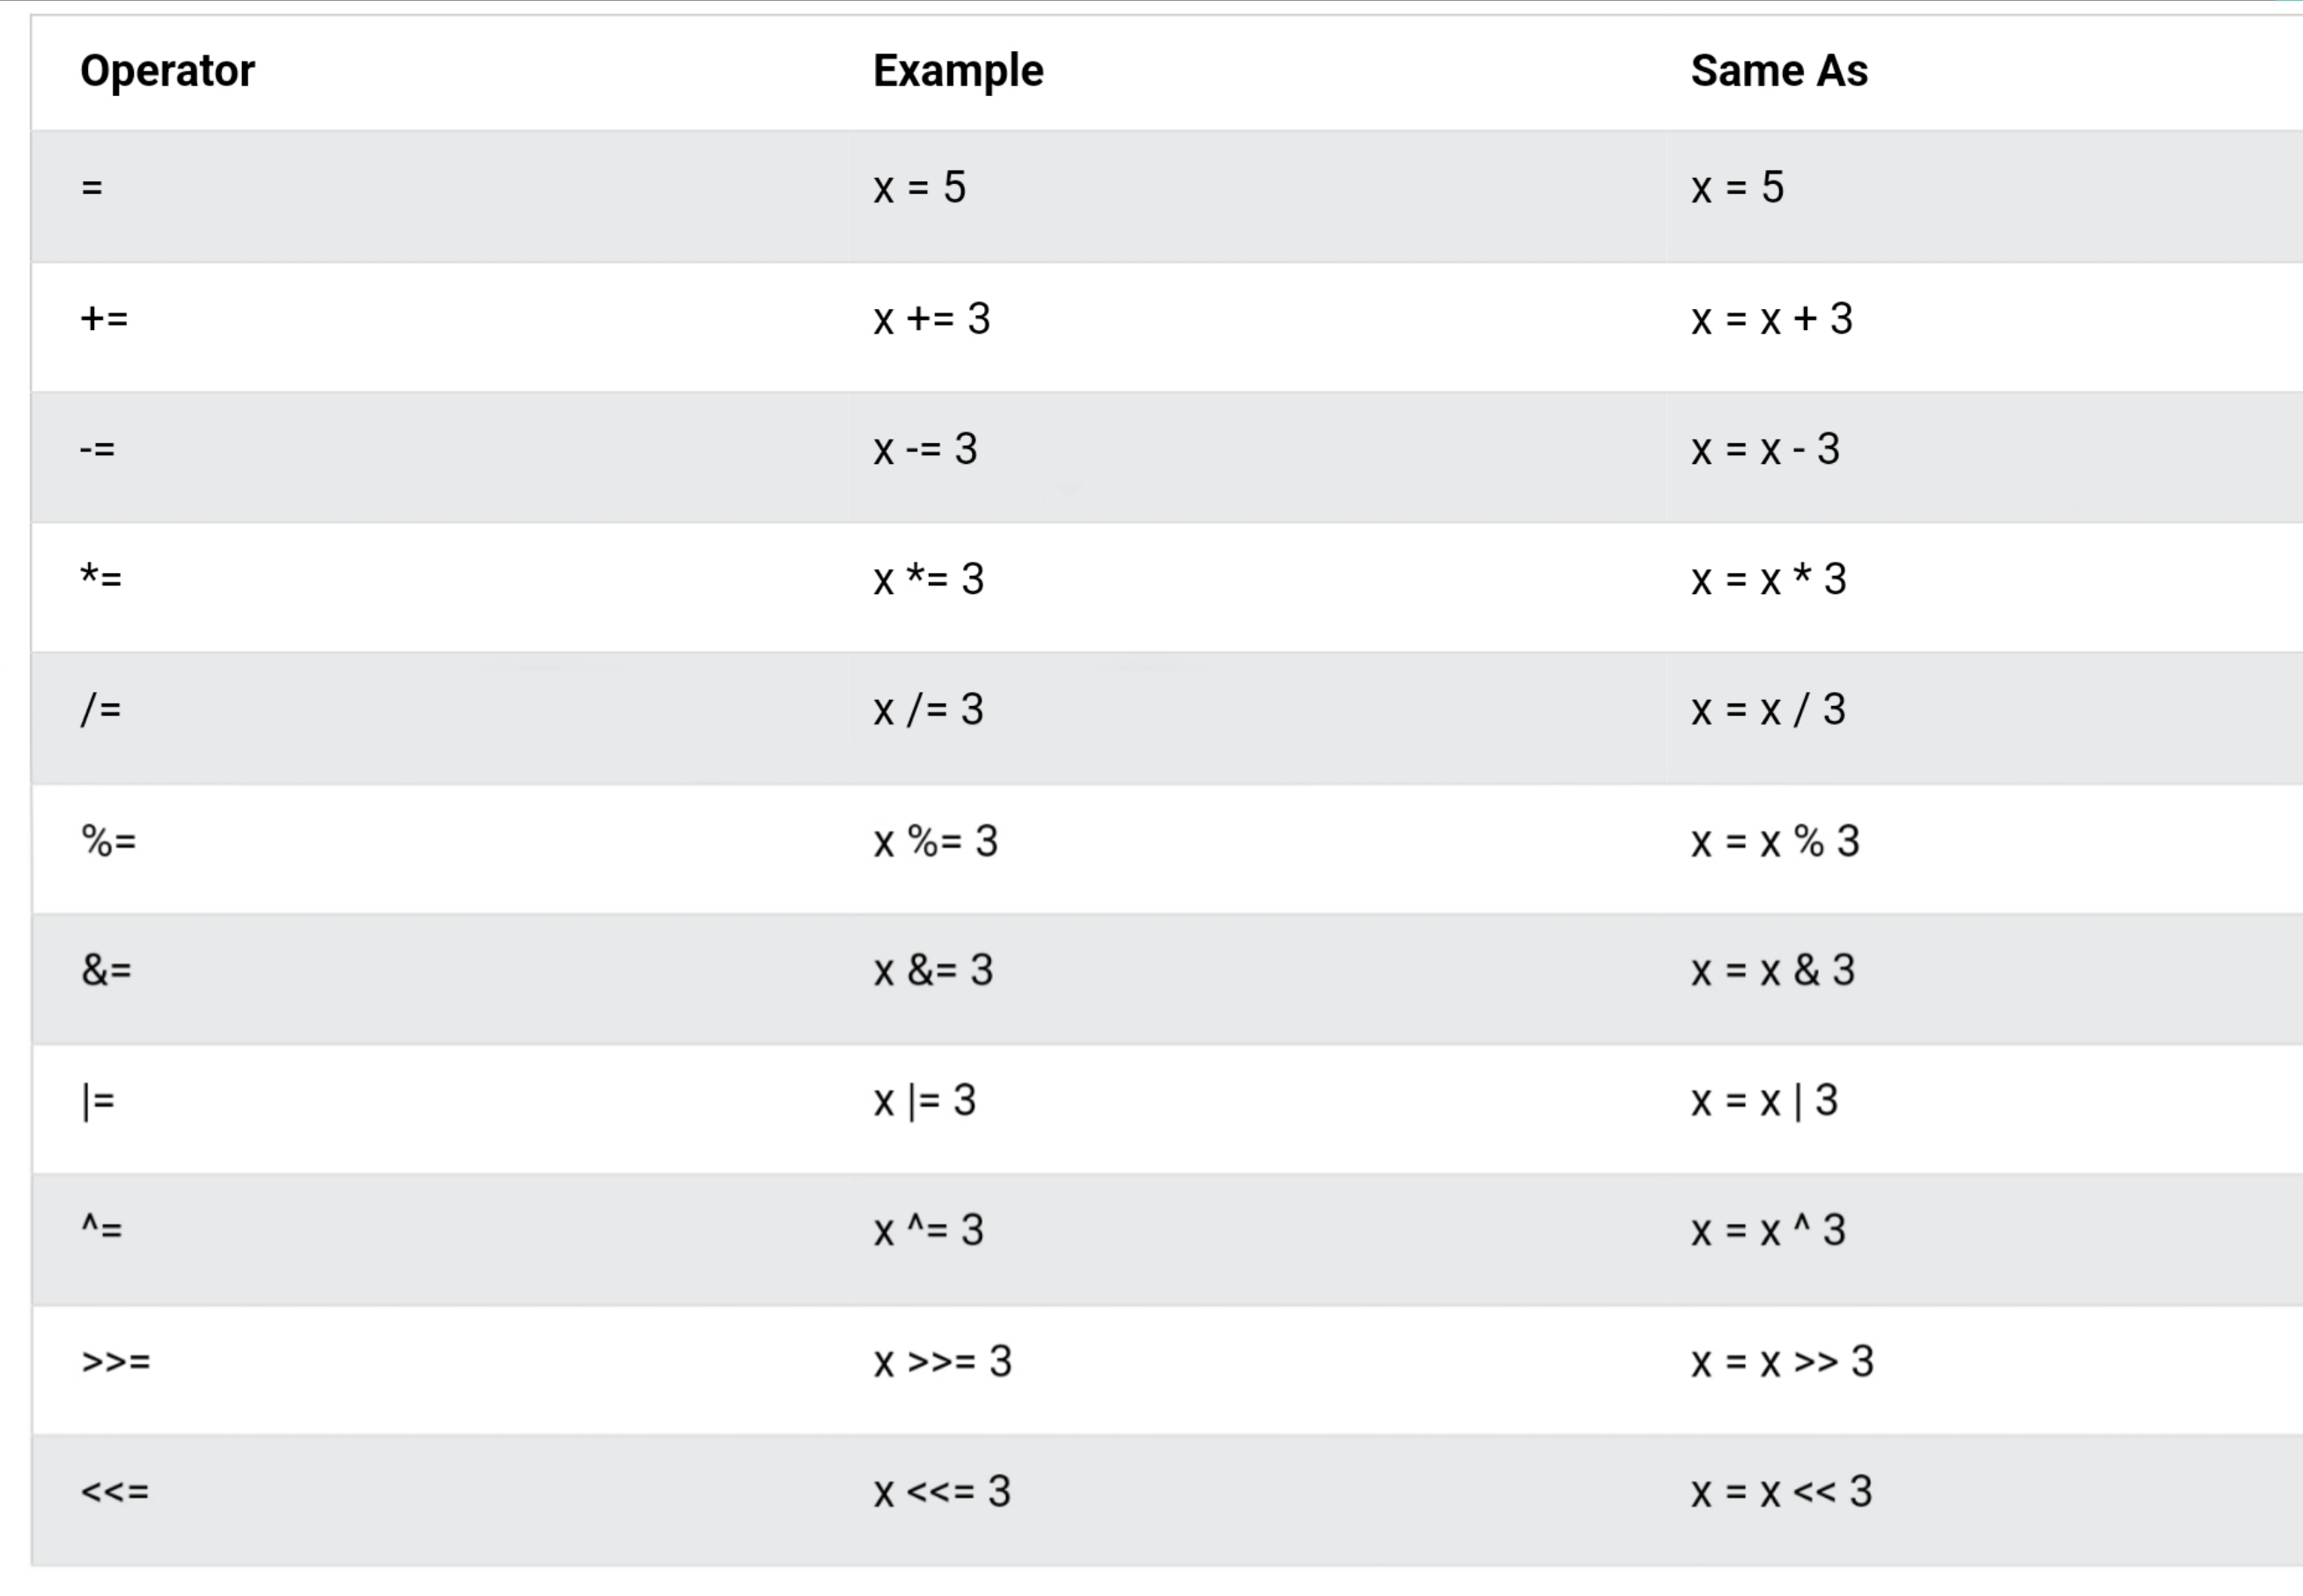 Operator Example Same As
= x = 5 x = 5
+= x += 3 x = x + 3
-= x -= 3 x = x - 3
*= x *= 3 x = x * 3
/= x /= 3 x = x / 3
%= x %= 3 x = x % 3
&= x &= 3 x = x & 3
|= x |= 3 x = x | 3
^= x ^= 3 x = x ^ 3
>>= x >>= 3 x = x >> 3
<<= x <<= 3 x = x << 3